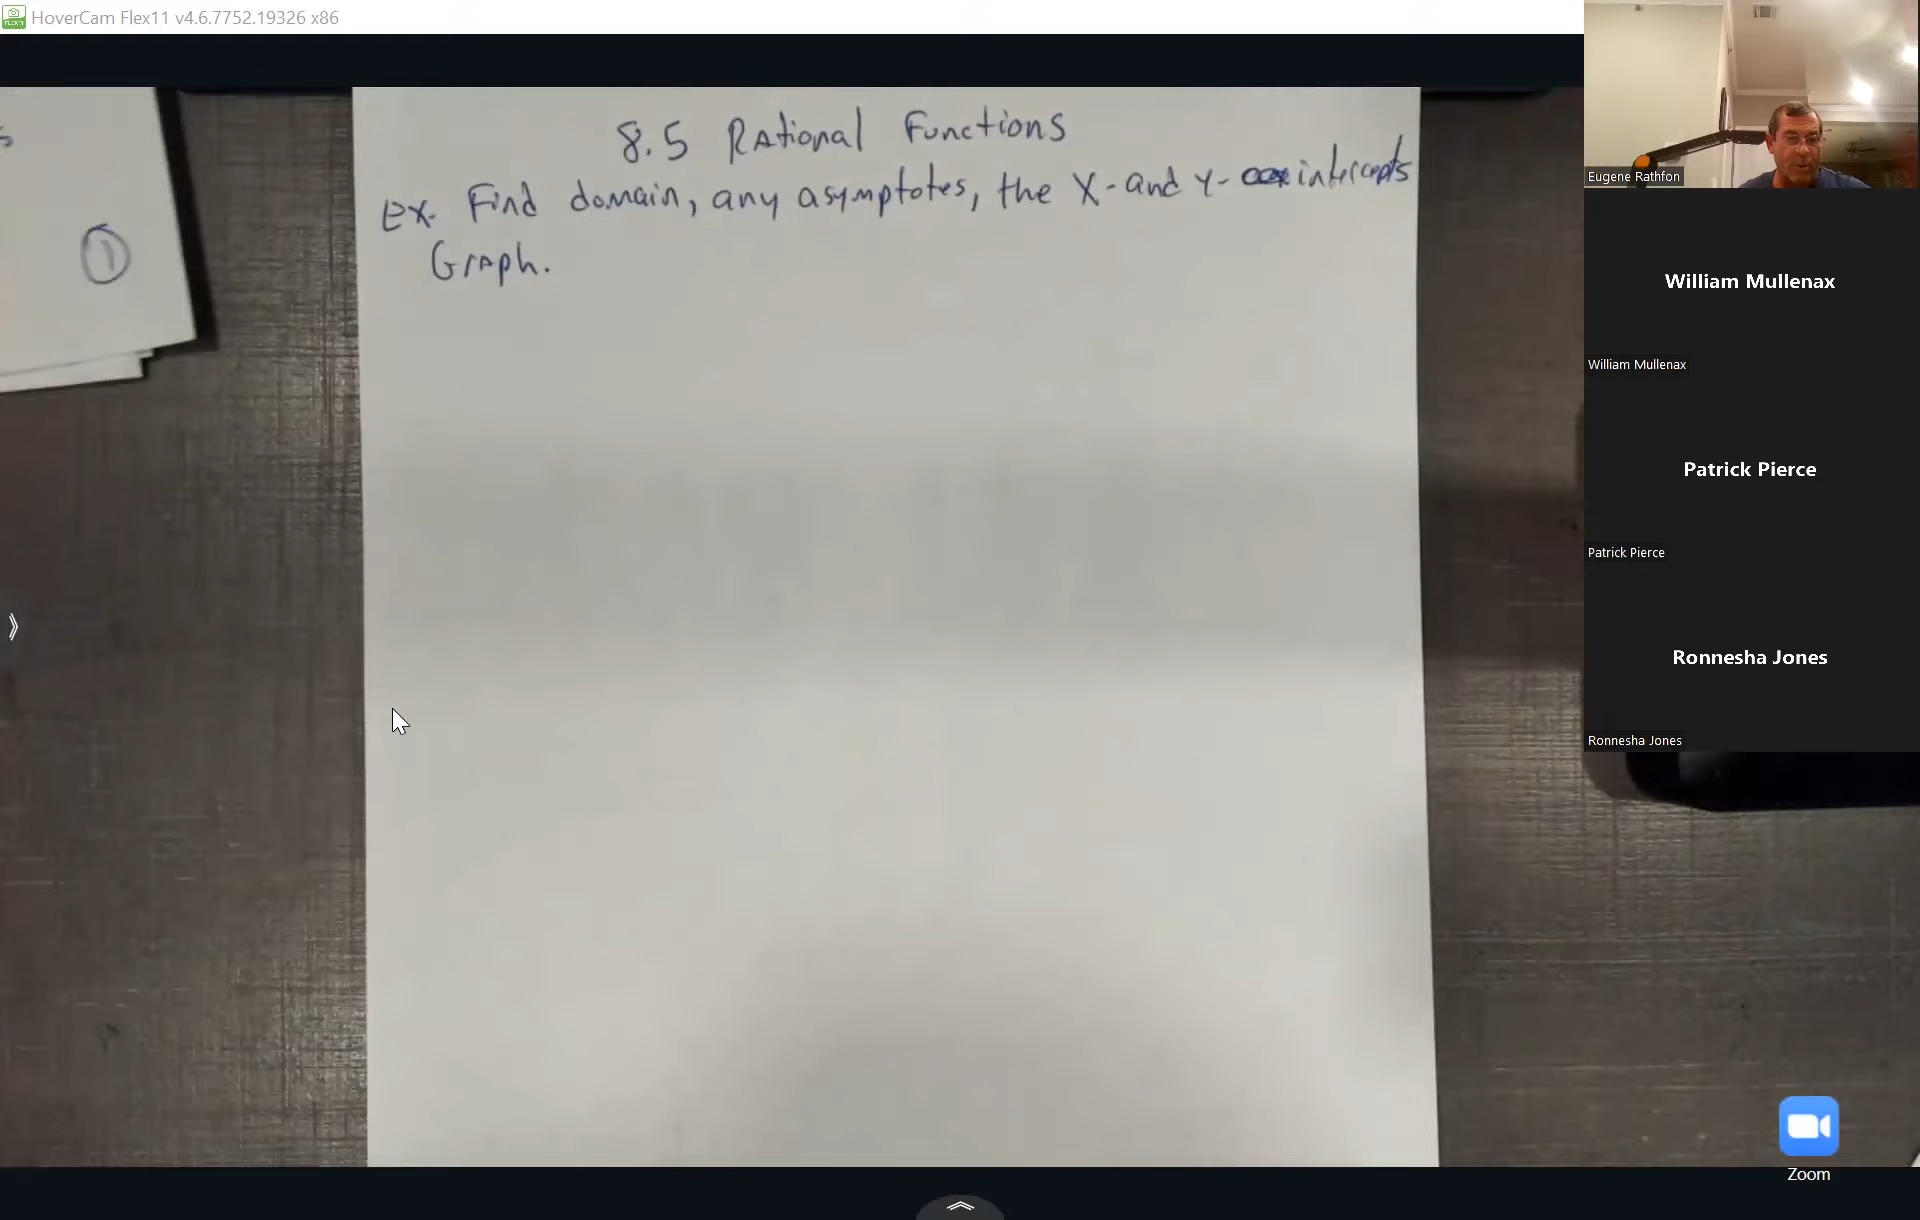 HoverCam Flex11 v4.6.7752.19326 x86
8.5 Rational Functions
Ex. Find domain, any asymptotes, the X- and Y- intercepts
Graph.
1
Eugene Rathfon
William Mullenax
William Mullenax
Patrick Pierce
Patrick Pierce
Ronnesha Jones
Ronnesha Jones
Zoom